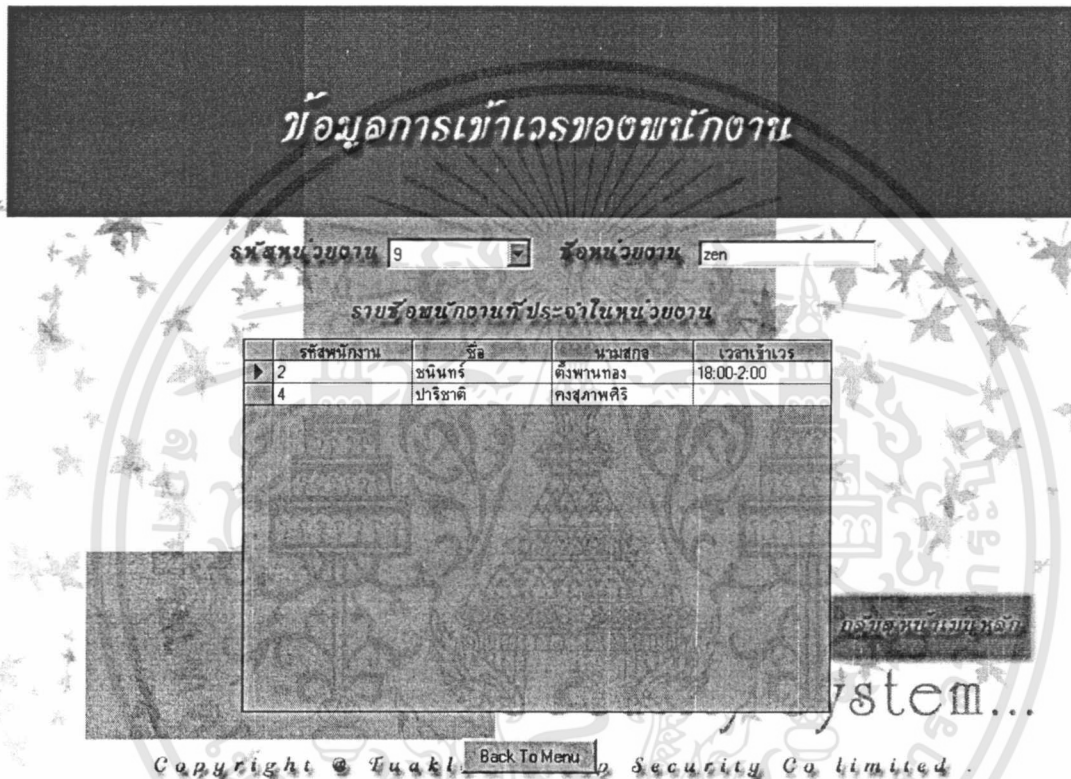 ข้อมูลการเข้าเวรของพนักงาน
รหัสหน่วยงาน 9 ชื่อหน่วยงาน zen
รายชื่อพนักงานที่ประจำในหน่วยงาน
รหัสพนักงาน ชื่อ นามสกุล เวลาเข้าเวร
2 ชนินทร์ ตั้งพานทอง 18:00-2:00
4 ปาริชาติ คงสุภาพศิริ
กลับสู่หน้าเมนูหลัก
ystem...
Back To Menu
Copyright @ Security Co limited .